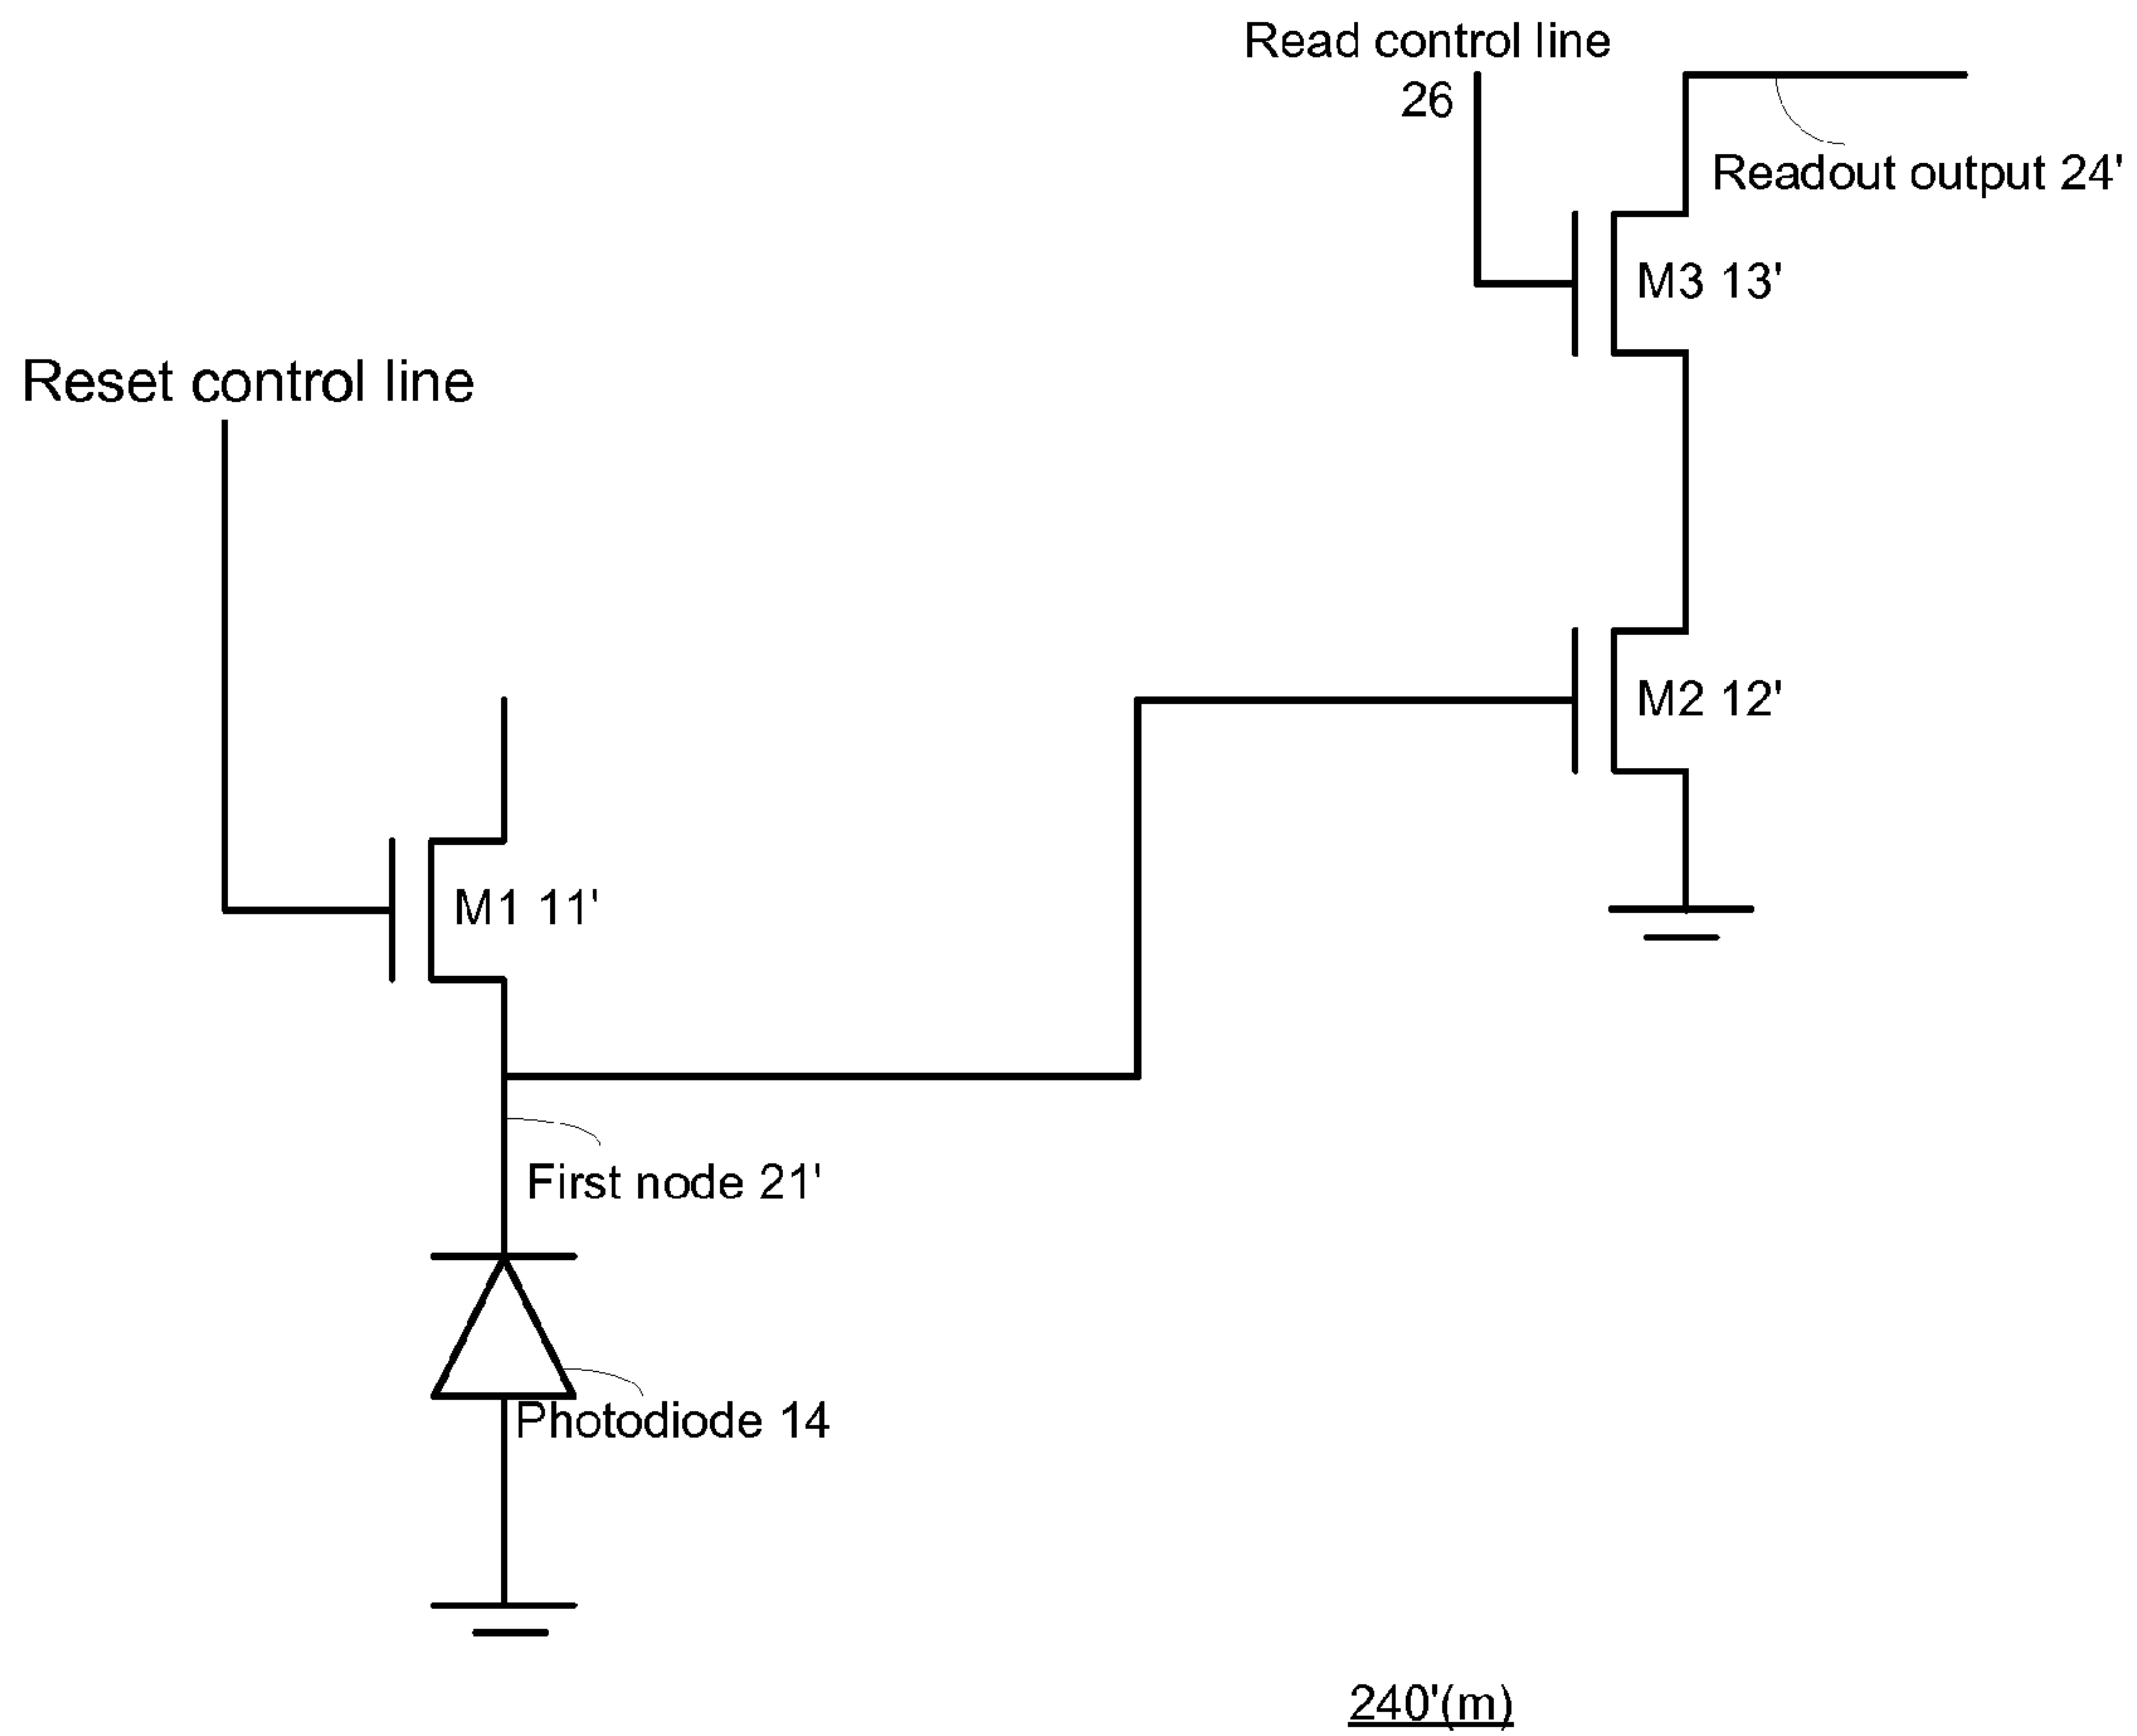 Read control line
26
Readout output 24'
M3 13'
Reset control line
M2 12'
M1 11'
First node 21'
Photodiode 14
240'(m)